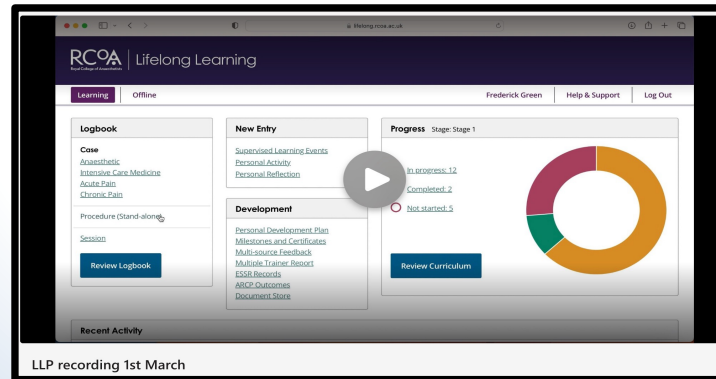 lifelong.rcoa.ac.uk
RCOA | Lifelong Learning
Royal College of Anaesthetists
Learning
Offline
Frederick Green
Help & Support
Log Out
Logbook
Case
Anaesthetic
Intensive Care Medicine
Acute Pain
Chronic Pain
Procedure (Stand-alone)
Session
Review Logbook
New Entry
Supervised Learning Events
Personal Activity
Personal Reflection
Development
Personal Development Plan
Milestones and Certificates
Multi-source Feedback
Multiple Trainer Report
ESSR Records
ARCP Outcomes
Document Store
Progress Stage: Stage 1
In progress: 12
Completed: 2
Not started: 5
Review Curriculum
Recent Activity
LLP recording 1st March